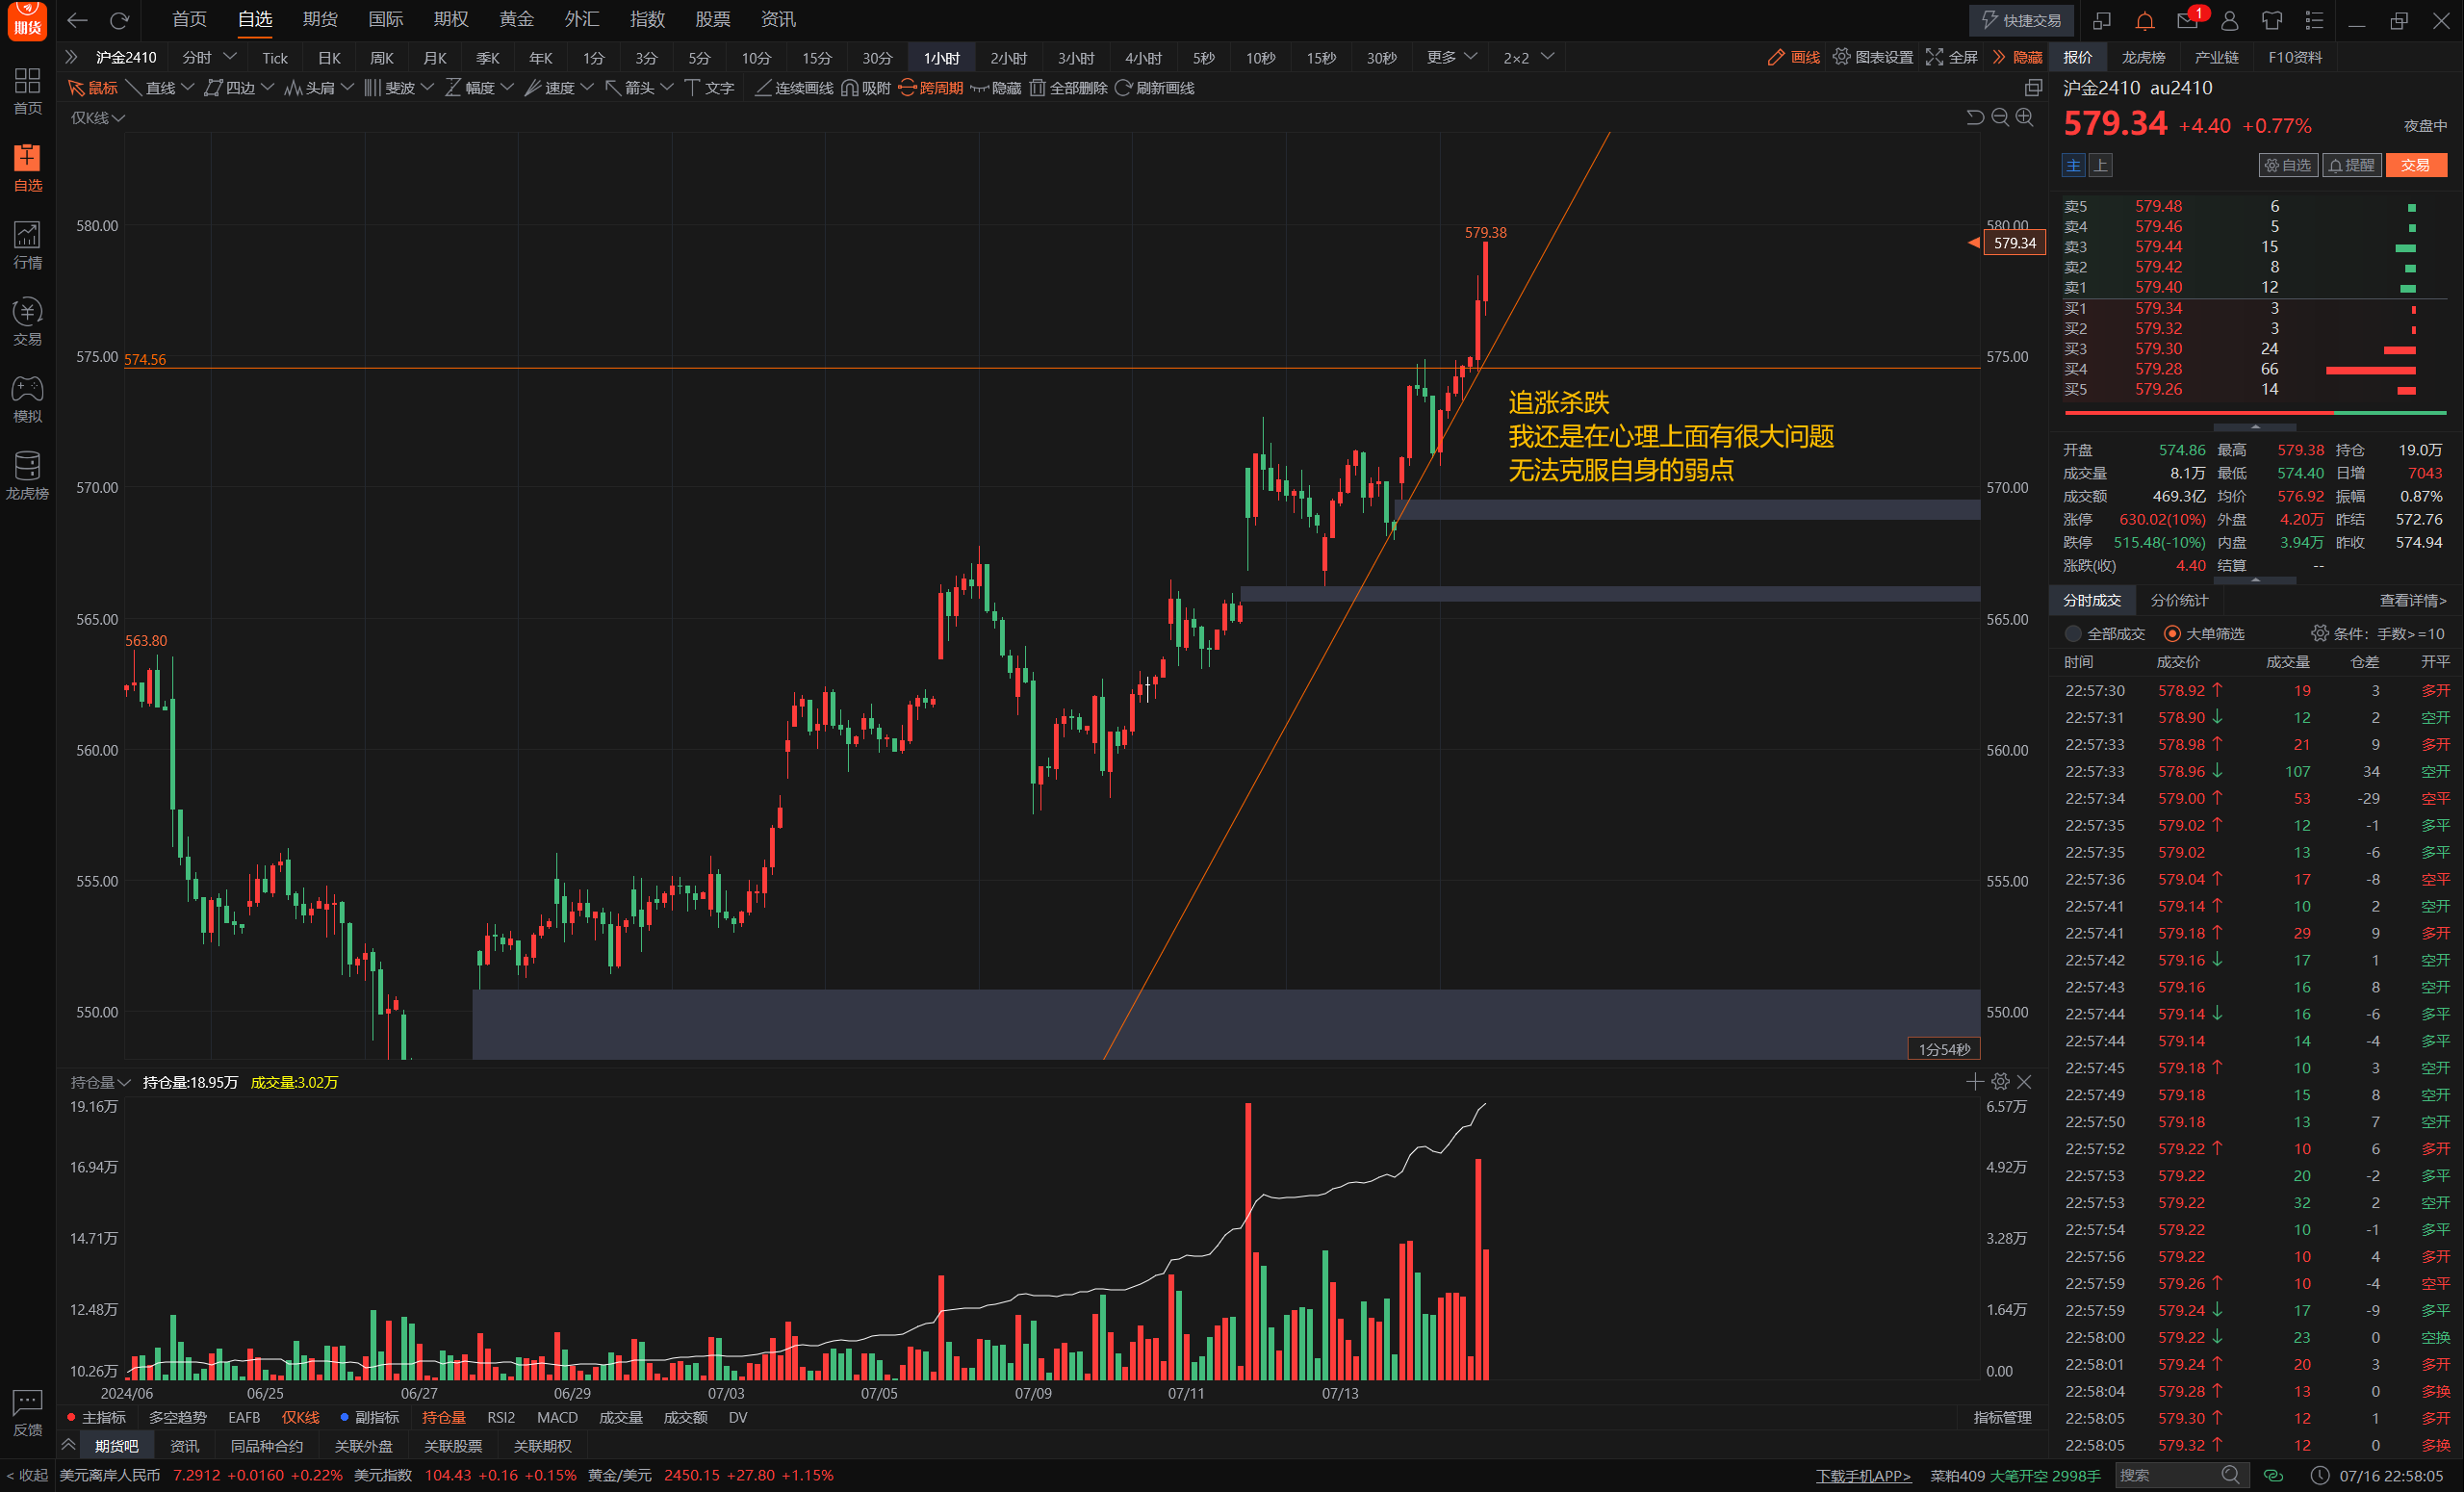 期货
首页 自选 期货 国际 期权 黄金 外汇 指数 股票 资讯
快捷交易
1
沪金2410 分时 Tick 日K 周K 月K 季K 年K 1分 3分 5分 10分 15分 30分 1小时 2小时 3小时 4小时 5秒 10秒 15秒 30秒 更多 2×2
画线 图表设置 全屏 隐藏
报价 龙虎榜 产业链 F10资料
鼠标 直线 四边 头肩 斐波 幅度 速度 箭头 文字 连续画线 吸附 跨周期 隐藏 全部删除 刷新画线
仅K线
首页
自选
行情
交易
模拟
龙虎榜
反馈
580.00
575.00
570.00
565.00
560.00
555.00
550.00
574.56
563.80
579.38
追涨杀跌
我还是在心理上面有很大问题
无法克服自身的弱点
580.00
579.34
575.00
570.00
565.00
560.00
555.00
550.00
1分54秒
持仓量 持仓量:18.95万 成交量:3.02万
19.16万
16.94万
14.71万
12.48万
10.26万
6.57万
4.92万
3.28万
1.64万
0.00
2024/06 06/25 06/27 06/29 07/03 07/05 07/09 07/11 07/13
主指标 多空趋势 EAFB 仅K线 副指标 持仓量 RSI2 MACD 成交量 成交额 DV
指标管理
期货吧 资讯 同品种合约 关联外盘 关联股票 关联期权
沪金2410 au2410
579.34 +4.40 +0.77% 夜盘中
主 上 自选 提醒 交易
卖5 579.48 6
卖4 579.46 5
卖3 579.44 15
卖2 579.42 8
卖1 579.40 12
买1 579.34 3
买2 579.32 3
买3 579.30 24
买4 579.28 66
买5 579.26 14
开盘 574.86 最高 579.38 持仓 19.0万
成交量 8.1万 最低 574.40 日增 7043
成交额 469.3亿 均价 576.92 振幅 0.87%
涨停 630.02(10%) 外盘 4.20万 昨结 572.76
跌停 515.48(-10%) 内盘 3.94万 昨收 574.94
涨跌(收) 4.40 结算 --
分时成交 分价统计 查看详情>
全部成交 大单筛选 条件：手数>=10
时间 成交价 成交量 仓差 开平
22:57:30 578.92 ↑ 19 3 多开
22:57:31 578.90 ↓ 12 2 空开
22:57:33 578.98 ↑ 21 9 多开
22:57:33 578.96 ↓ 107 34 空开
22:57:34 579.00 ↑ 53 -29 空平
22:57:35 579.02 ↑ 12 -1 多平
22:57:35 579.02 13 -6 多平
22:57:36 579.04 ↑ 17 -8 空平
22:57:41 579.14 ↑ 10 2 空开
22:57:41 579.18 ↑ 29 9 多开
22:57:42 579.16 ↓ 17 1 空开
22:57:43 579.16 16 8 空开
22:57:44 579.14 ↓ 16 -6 多平
22:57:44 579.14 14 -4 多平
22:57:45 579.18 ↑ 10 3 空开
22:57:49 579.18 15 8 空开
22:57:50 579.18 13 7 空开
22:57:52 579.22 ↑ 10 6 多开
22:57:53 579.22 20 -2 多平
22:57:53 579.22 32 2 空开
22:57:54 579.22 10 -1 多平
22:57:56 579.22 10 4 多开
22:57:59 579.26 ↑ 10 -4 空平
22:57:59 579.24 ↓ 17 -9 多平
22:58:00 579.22 ↓ 23 0 空换
22:58:01 579.24 ↑ 20 3 多开
22:58:04 579.28 ↑ 13 0 多换
22:58:05 579.30 ↑ 12 1 多开
22:58:05 579.32 ↑ 12 0 多换
< 收起 美元离岸人民币 7.2912 +0.0160 +0.22% 美元指数 104.43 +0.16 +0.15% 黄金/美元 2450.15 +27.80 +1.15%
下载手机APP> 菜粕409 大笔开空 2998手 搜索 07/16 22:58:05